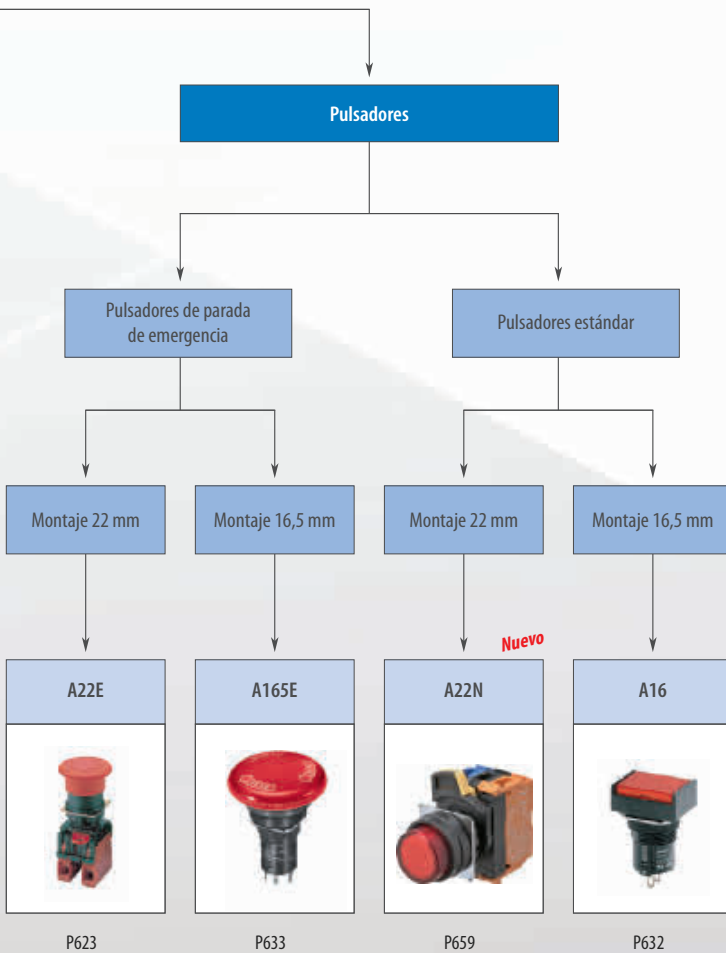 Pulsadores
Pulsadores de parada
de emergencia
Pulsadores estándar
Montaje 22 mm
Montaje 16,5 mm
Montaje 22 mm
Montaje 16,5 mm
Nuevo
A22E
A165E
A22N
A16
P623
P633
P659
P632